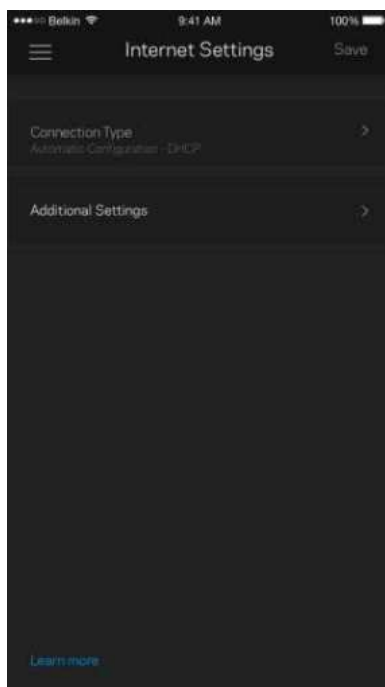 Belkin 9:41 AM 100%
Internet Settings Save
Connection Type
Automatic Configuration - DHCP
Additional Settings
Learn more